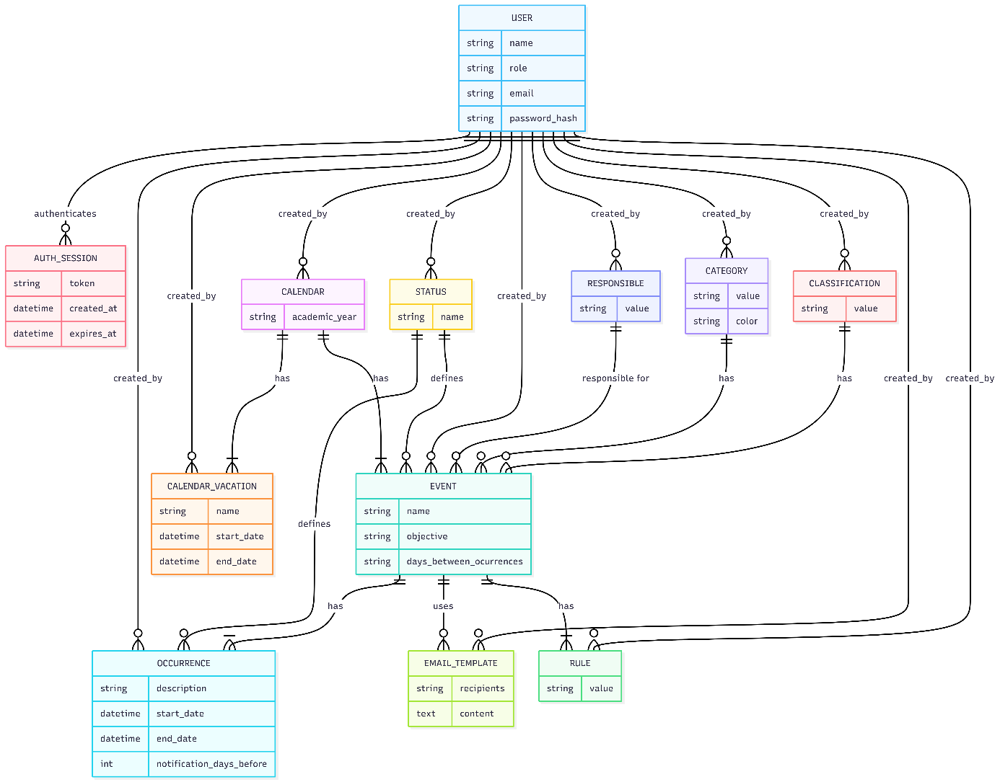 USER
string name
string role
string email
string password_hash
authenticates
created_by
created_by
created_by
created_by
created_by
created_by
AUTH_SESSION
string token
datetime created_at
datetime expires_at
CALENDAR
string academic_year
STATUS
string name
RESPONSIBLE
string value
CATEGORY
string value
string color
CLASSIFICATION
string value
created_by
created_by
has
has
defines
responsible for
has
has
created_by
created_by
CALENDAR_VACATION
string name
datetime start_date
datetime end_date
EVENT
string name
string objective
string days_between_ocurrences
defines
has
uses
has
OCCURRENCE
string description
datetime start_date
datetime end_date
int notification_days_before
EMAIL_TEMPLATE
string recipients
text content
RULE
string value